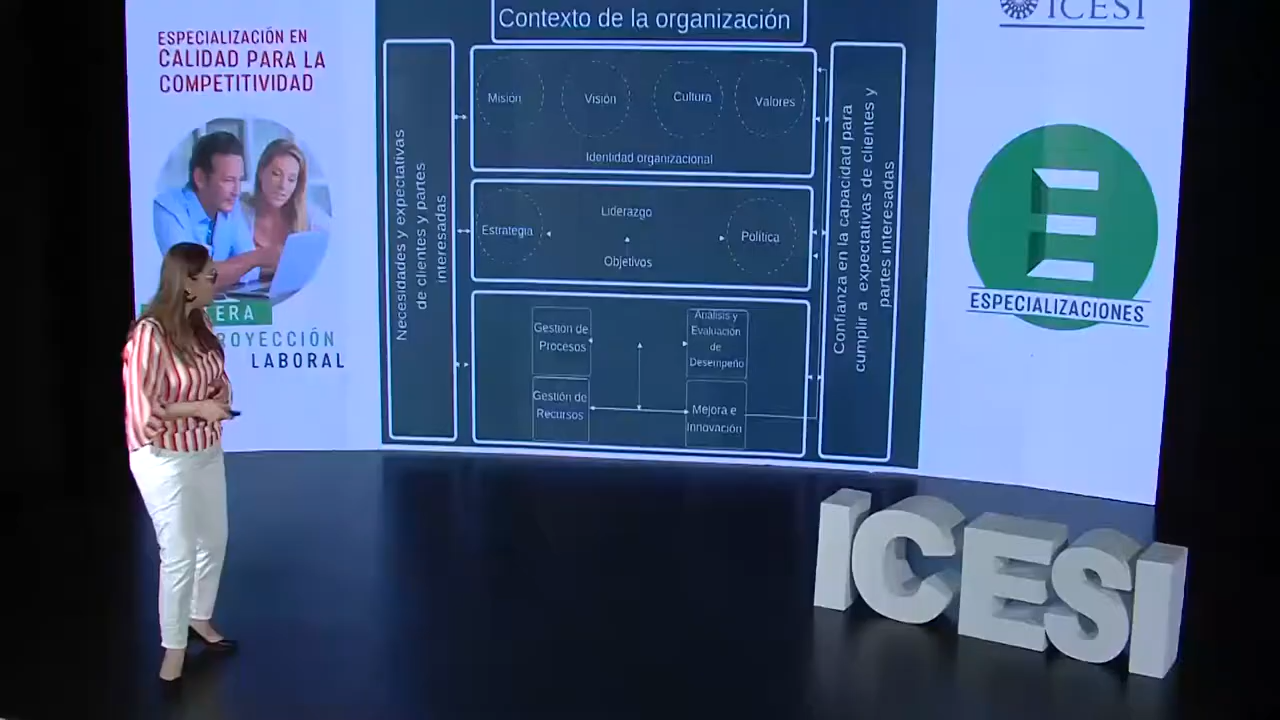 ESPECIALIZACIÓN EN
CALIDAD PARA LA
COMPETITIVIDAD
TERA
ROYECCIÓN
LABORAL
Contexto de la organización
Necesidades y expectativas
de clientes y partes
interesadas
Misión
Visión
Cultura
Valores
Identidad organizacional
Liderazgo
Estrategia
Política
Objetivos
Gestión de
Procesos
Análisis y
Evaluación
de
Desempeño
Gestión de
Recursos
Mejora e
Innovación
Confianza en la capacidad para
cumplir a expectativas de clientes y
partes interesadas
ICESI
E
ESPECIALIZACIONES
ICESI